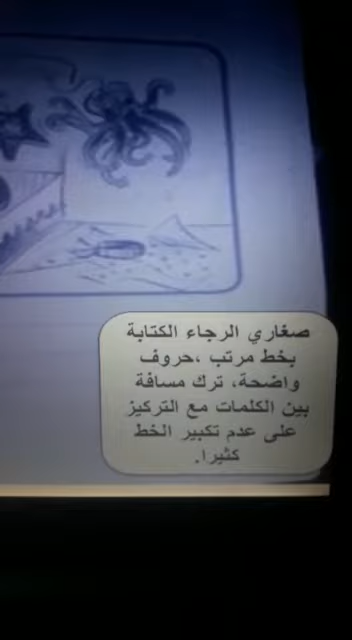 صغاري الرجاء الكتابة
بخط مرتب ،حروف
واضحة، ترك مسافة
بين الكلمات مع التركيز
على عدم تكبير الخط
كثيرا.